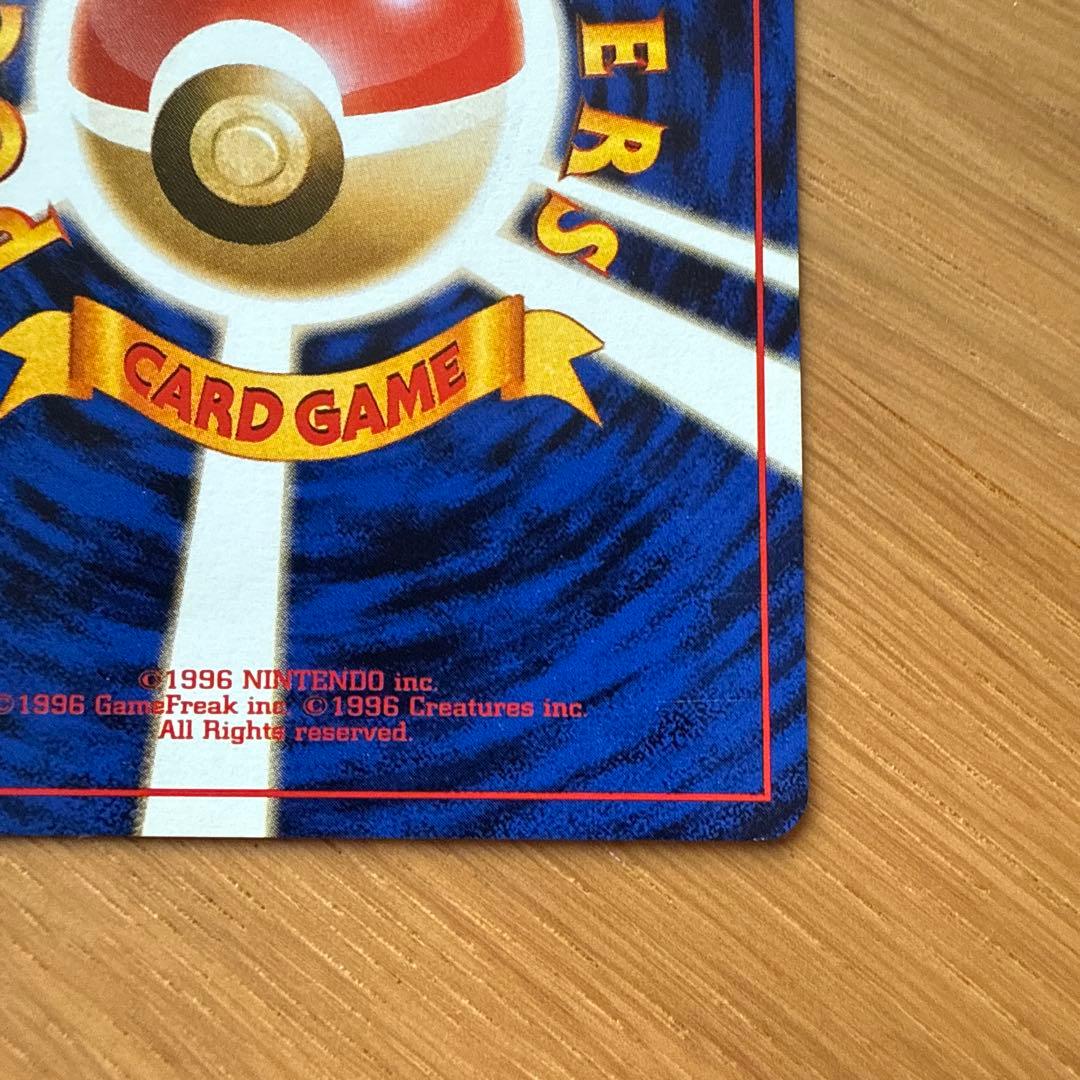 ERS
CARD GAME
©1996 NINTENDO inc.
©1996 GameFreak inc. ©1996 Creatures inc.
All Rights reserved.